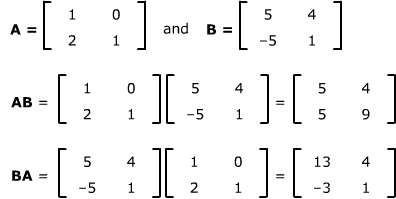 A = [ 1 0 ; 2 1 ] and B = [ 5 4 ; −5 1 ]
AB = [ 1 0 ; 2 1 ] [ 5 4 ; −5 1 ] = [ 5 4 ; 5 9 ]
BA = [ 5 4 ; −5 1 ] [ 1 0 ; 2 1 ] = [ 13 4 ; −3 1 ]